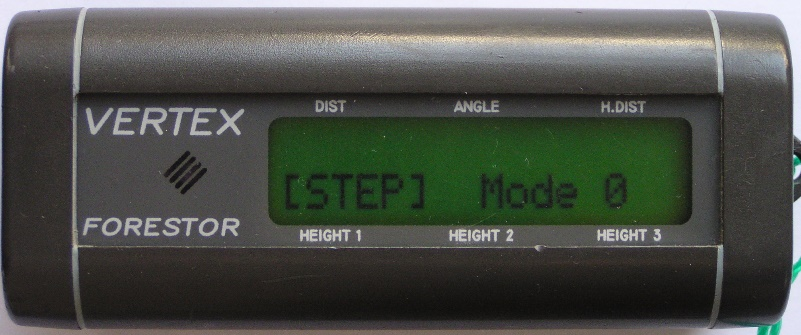 VERTEX
FORESTOR
DIST ANGLE H.DIST
[STEP] Mode 0
HEIGHT 1 HEIGHT 2 HEIGHT 3